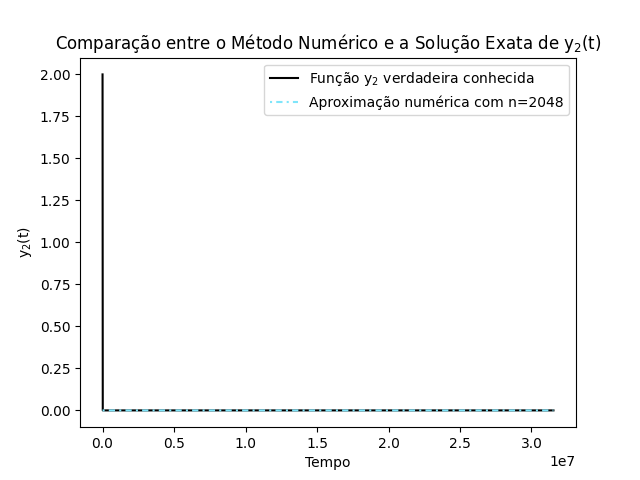 Comparação entre o Método Numérico e a Solução Exata de y₂(t)
Função y₂ verdadeira conhecida
Aproximação numérica com n=2048
y₂(t)
2.00
1.75
1.50
1.25
1.00
0.75
0.50
0.25
0.00
0.0 0.5 1.0 1.5 2.0 2.5 3.0
1e7
Tempo